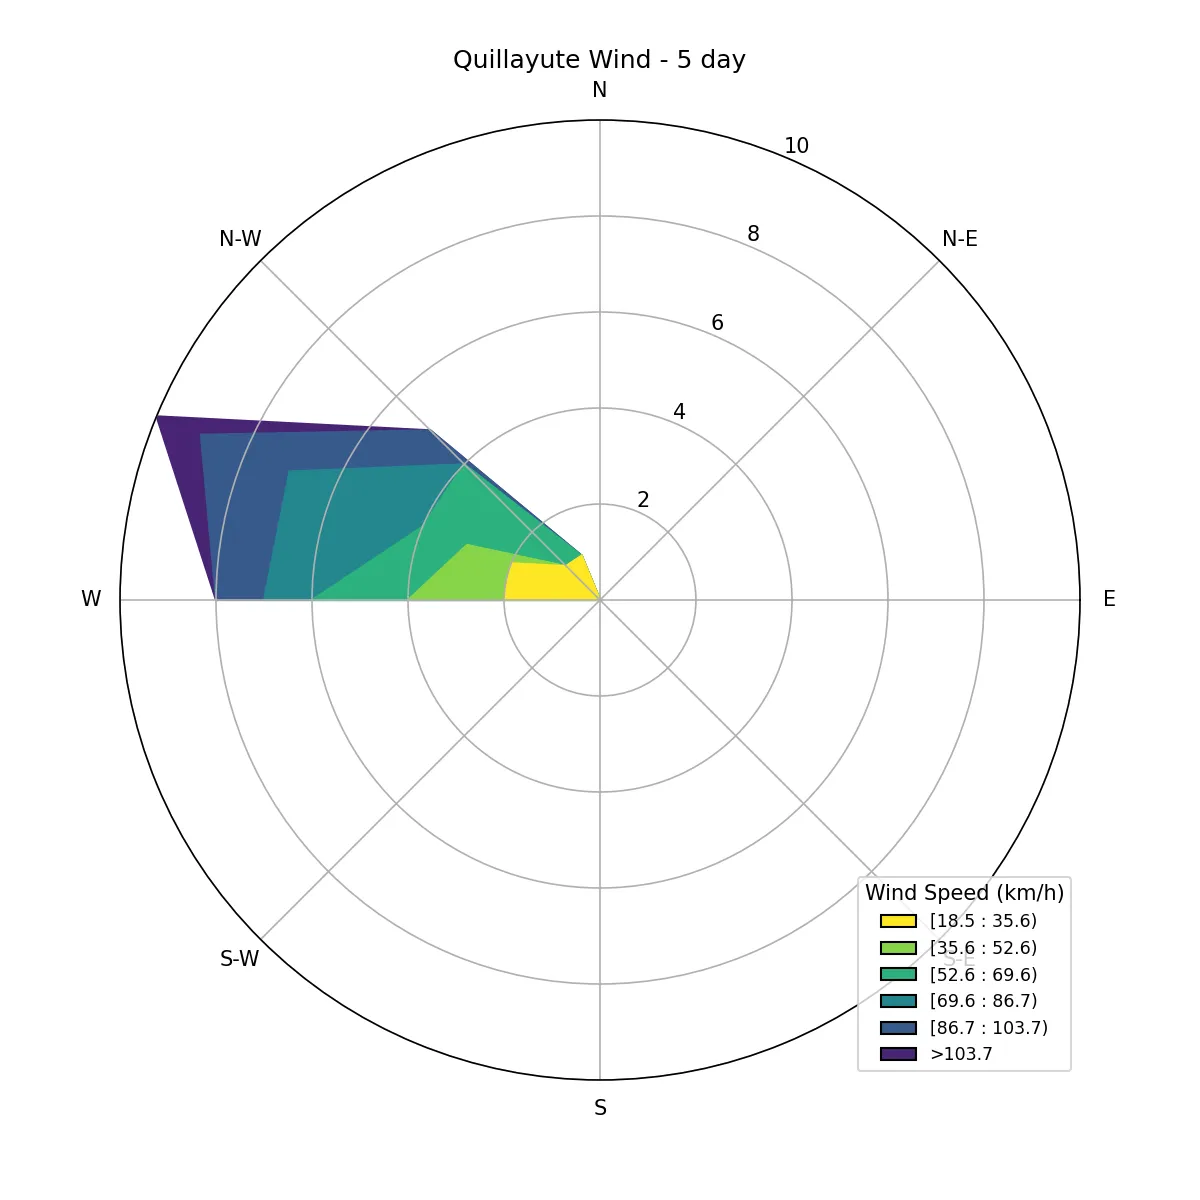 Quillayute Wind - 5 day
N
10
N-W
N-E
8
6
4
2
W
E
S-W
S-E
S
Wind Speed (km/h)
[18.5 : 35.6)
[35.6 : 52.6)
[52.6 : 69.6)
[69.6 : 86.7)
[86.7 : 103.7)
>103.7